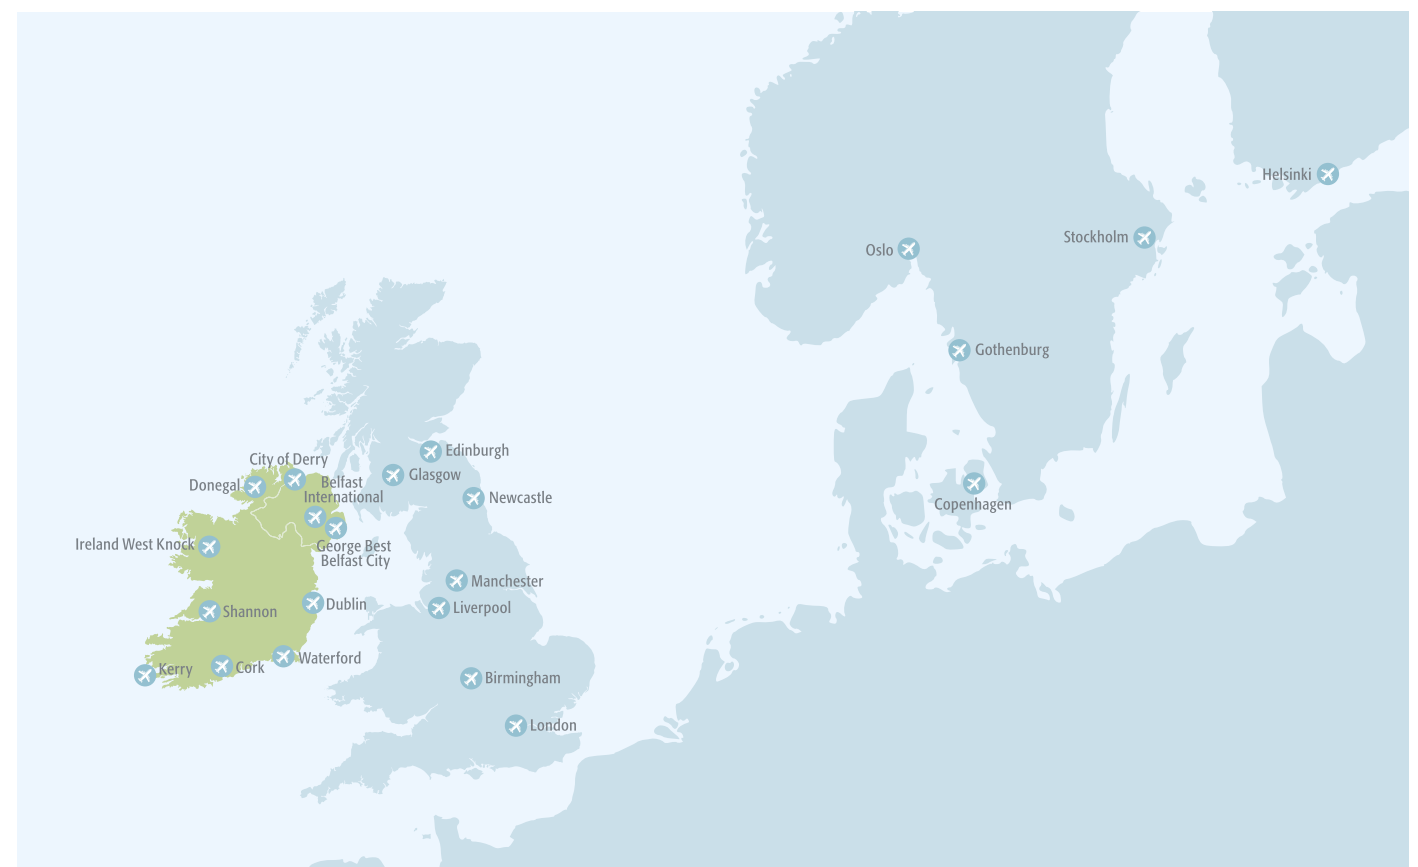 Helsinki
Stockholm
Oslo
Gothenburg
Edinburgh
City of Derry
Glasgow
Donegal
Belfast
International
Newcastle
Copenhagen
Ireland West Knock
George Best
Belfast City
Manchester
Dublin
Liverpool
Shannon
Waterford
Kerry
Cork
Birmingham
London